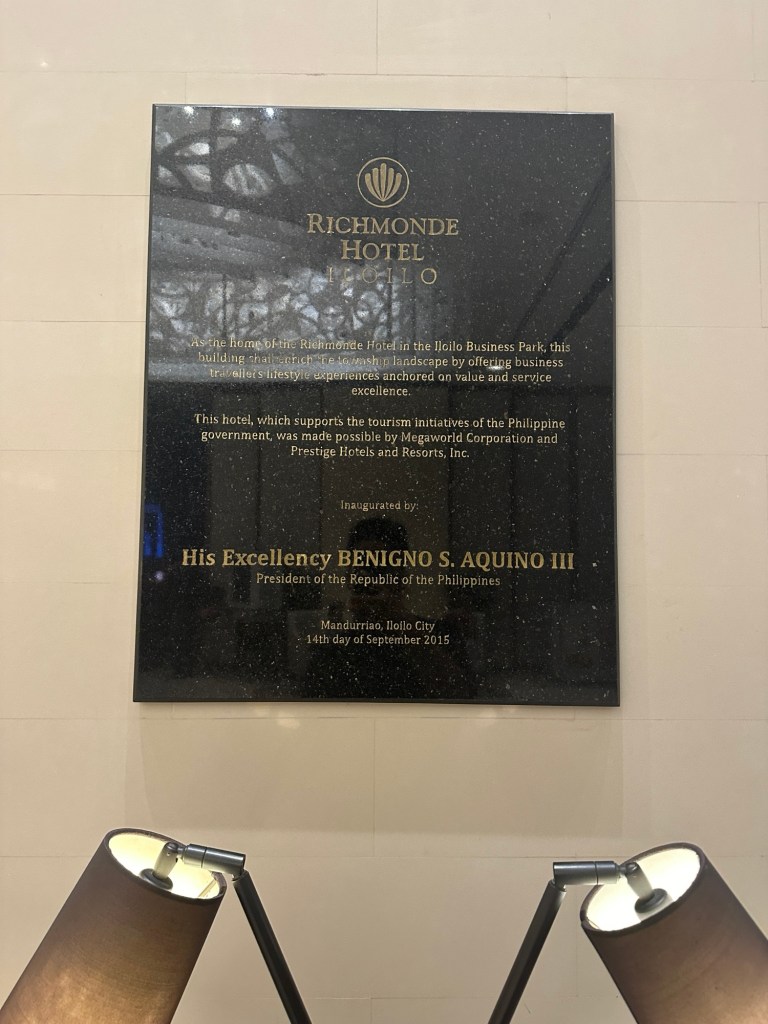 RICHMONDE
HOTEL
ILOILO
As the home of the Richmonde Hotel in the Iloilo Business Park, this
building shall enrich the township landscape by offering business
travellers lifestyle experiences anchored on value and service
excellence.
This hotel, which supports the tourism initiatives of the Philippine
government, was made possible by Megaworld Corporation and
Prestige Hotels and Resorts, Inc.
Inaugurated by:
His Excellency BENIGNO S. AQUINO III
President of the Republic of the Philippines
Mandurriao, Iloilo City
14th day of September 2015